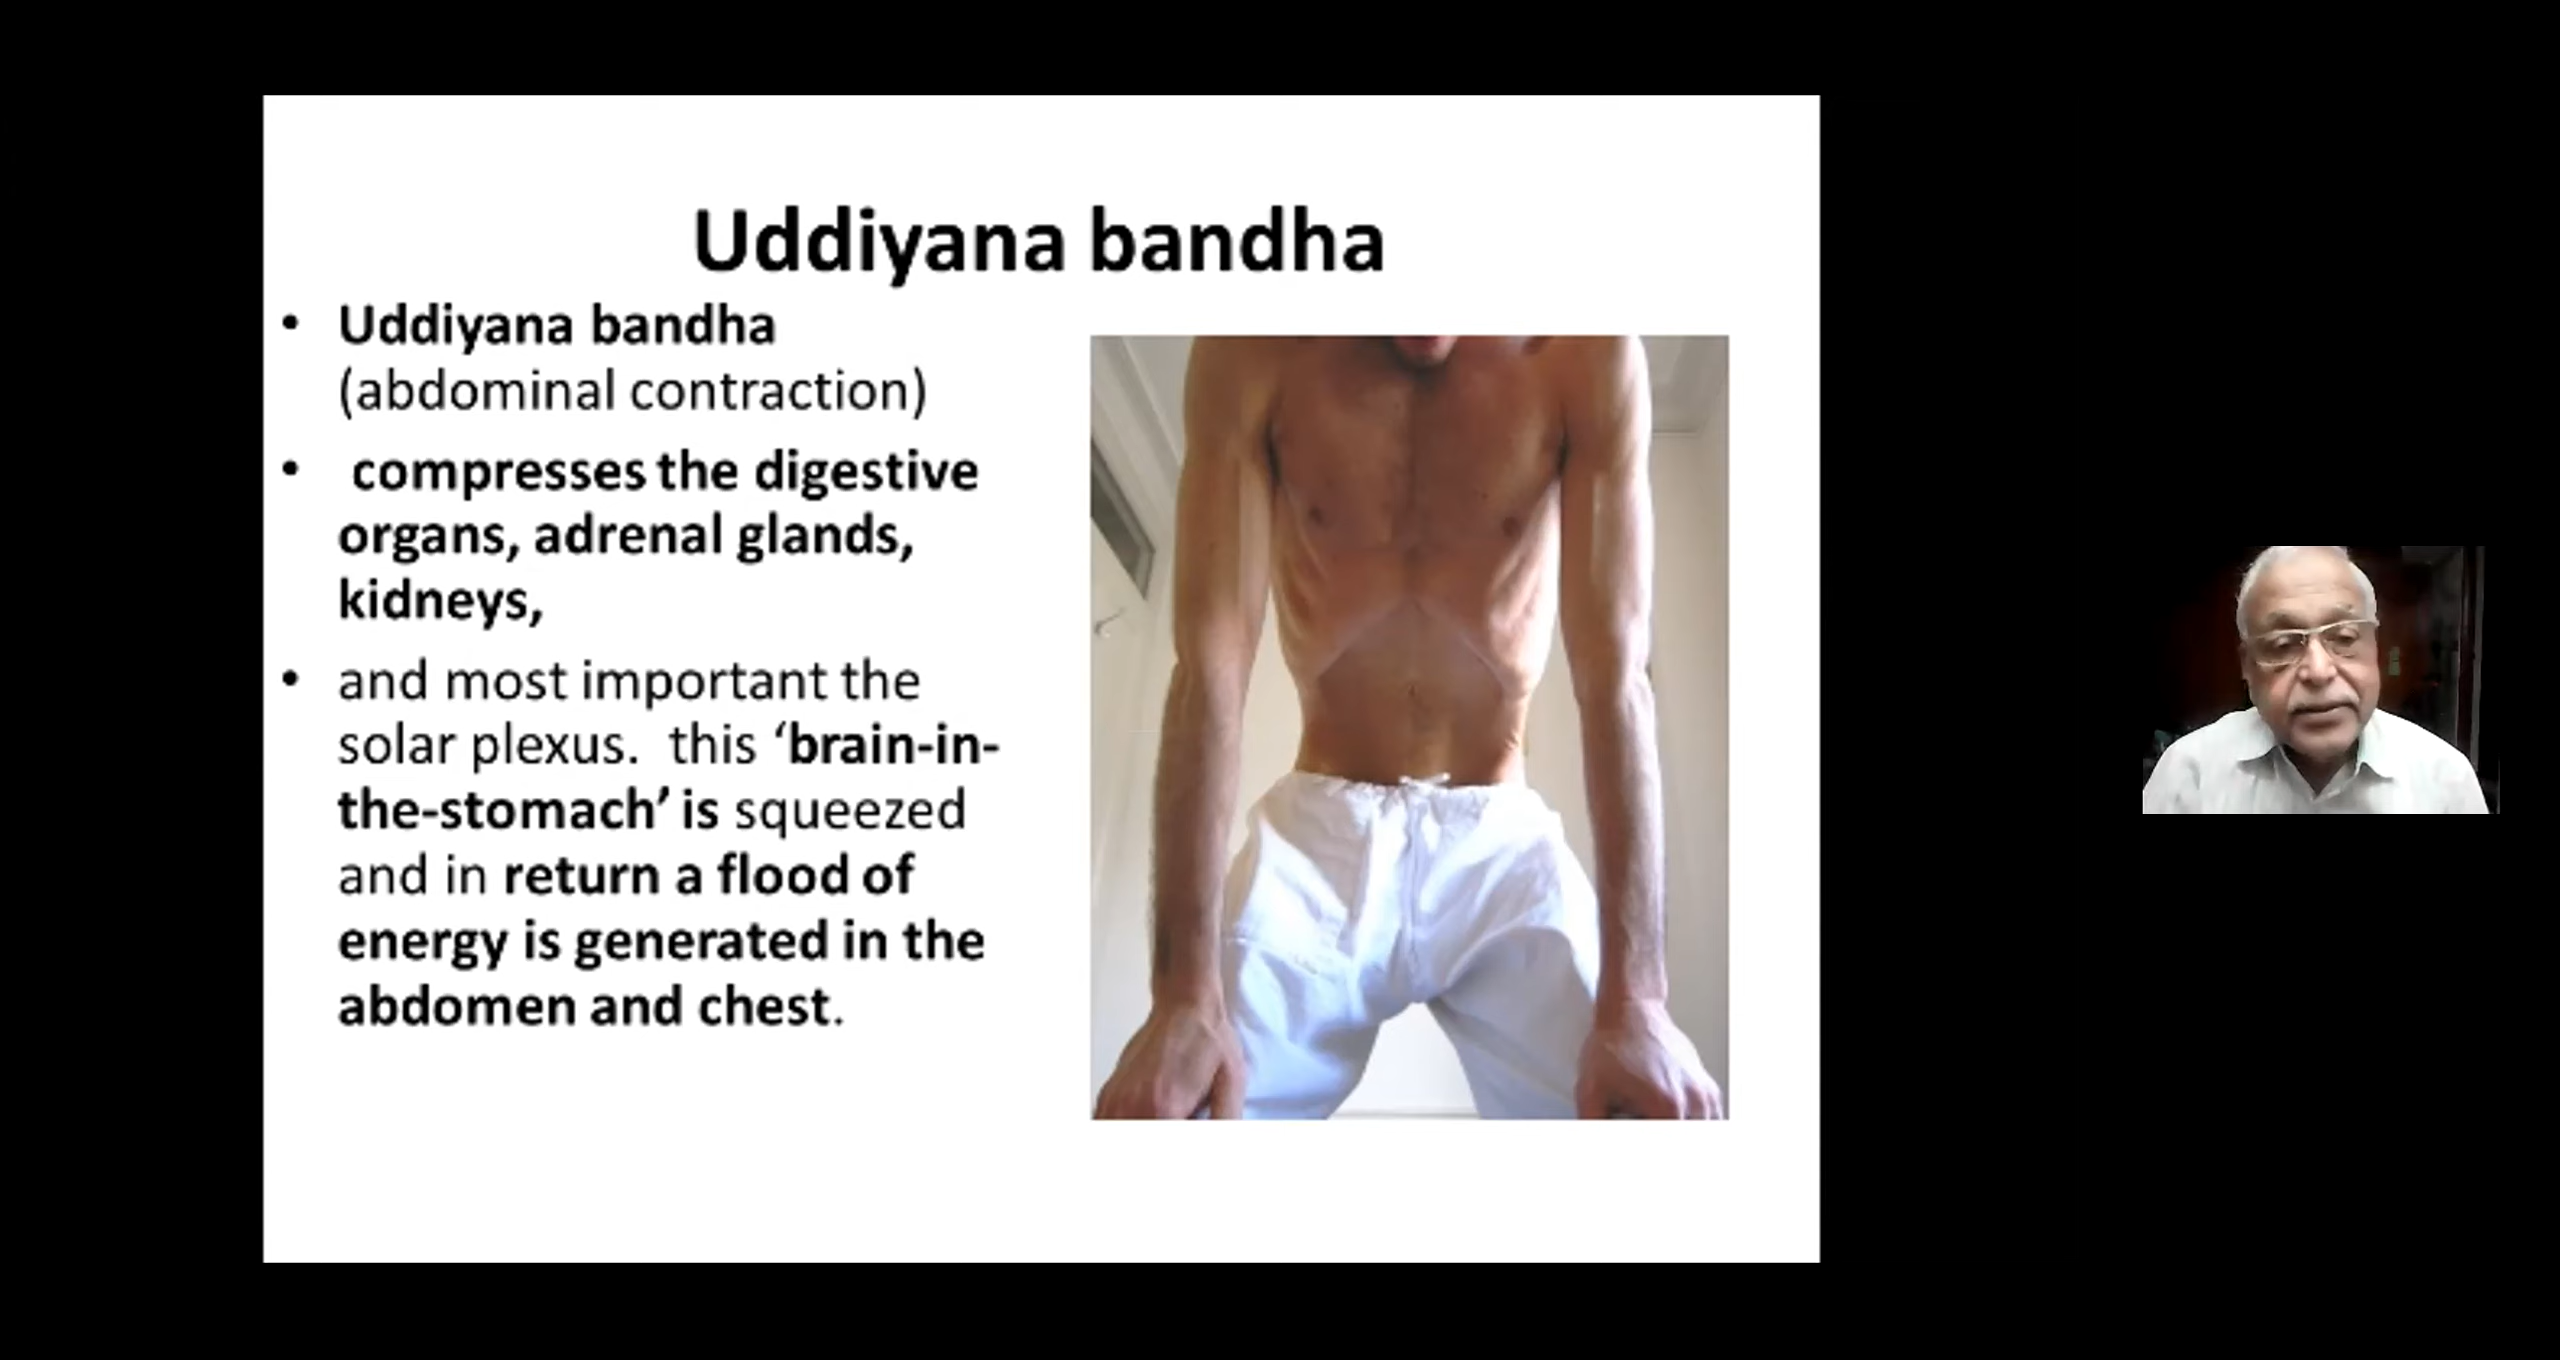 Uddiyana bandha
• Uddiyana bandha
(abdominal contraction)
• compresses the digestive
organs, adrenal glands,
kidneys,
• and most important the
solar plexus.  this ‘brain-in-
the-stomach’ is squeezed
and in return a flood of
energy is generated in the
abdomen and chest.